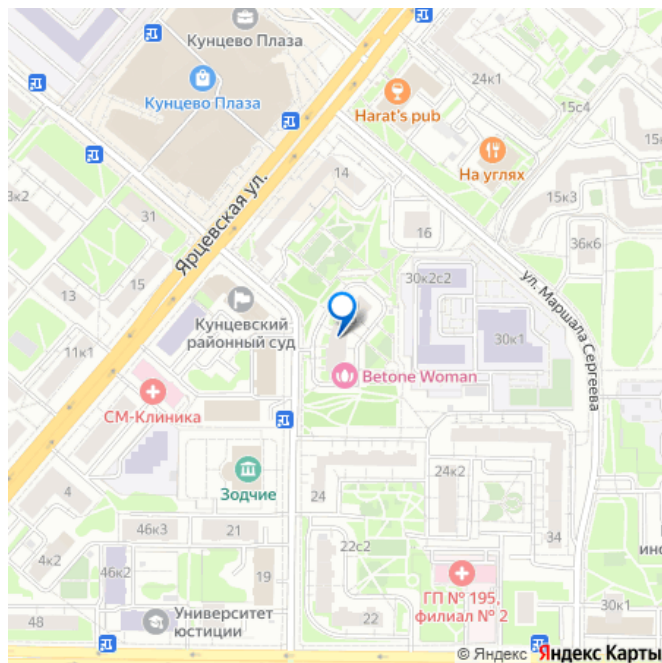 Кунцево Плаза
24к1
Кунцево Плаза
Harat's pub
15с4
На углях
14
15к3
31
16
Ярцевская ул.
36к6
15
30к2с2
13
Кунцевский
районный суд
30к1
ул. Маршала Сергеева
11к1
Betone Woman
СМ-Клиника
24к2
Зодчие
4
24
46к3
21
34
22с2
4к2
46к2
19
ГП № 195,
филиал № 2
30к1
48
Университет
юстиции
22
© Яндекс Яндекс Карты